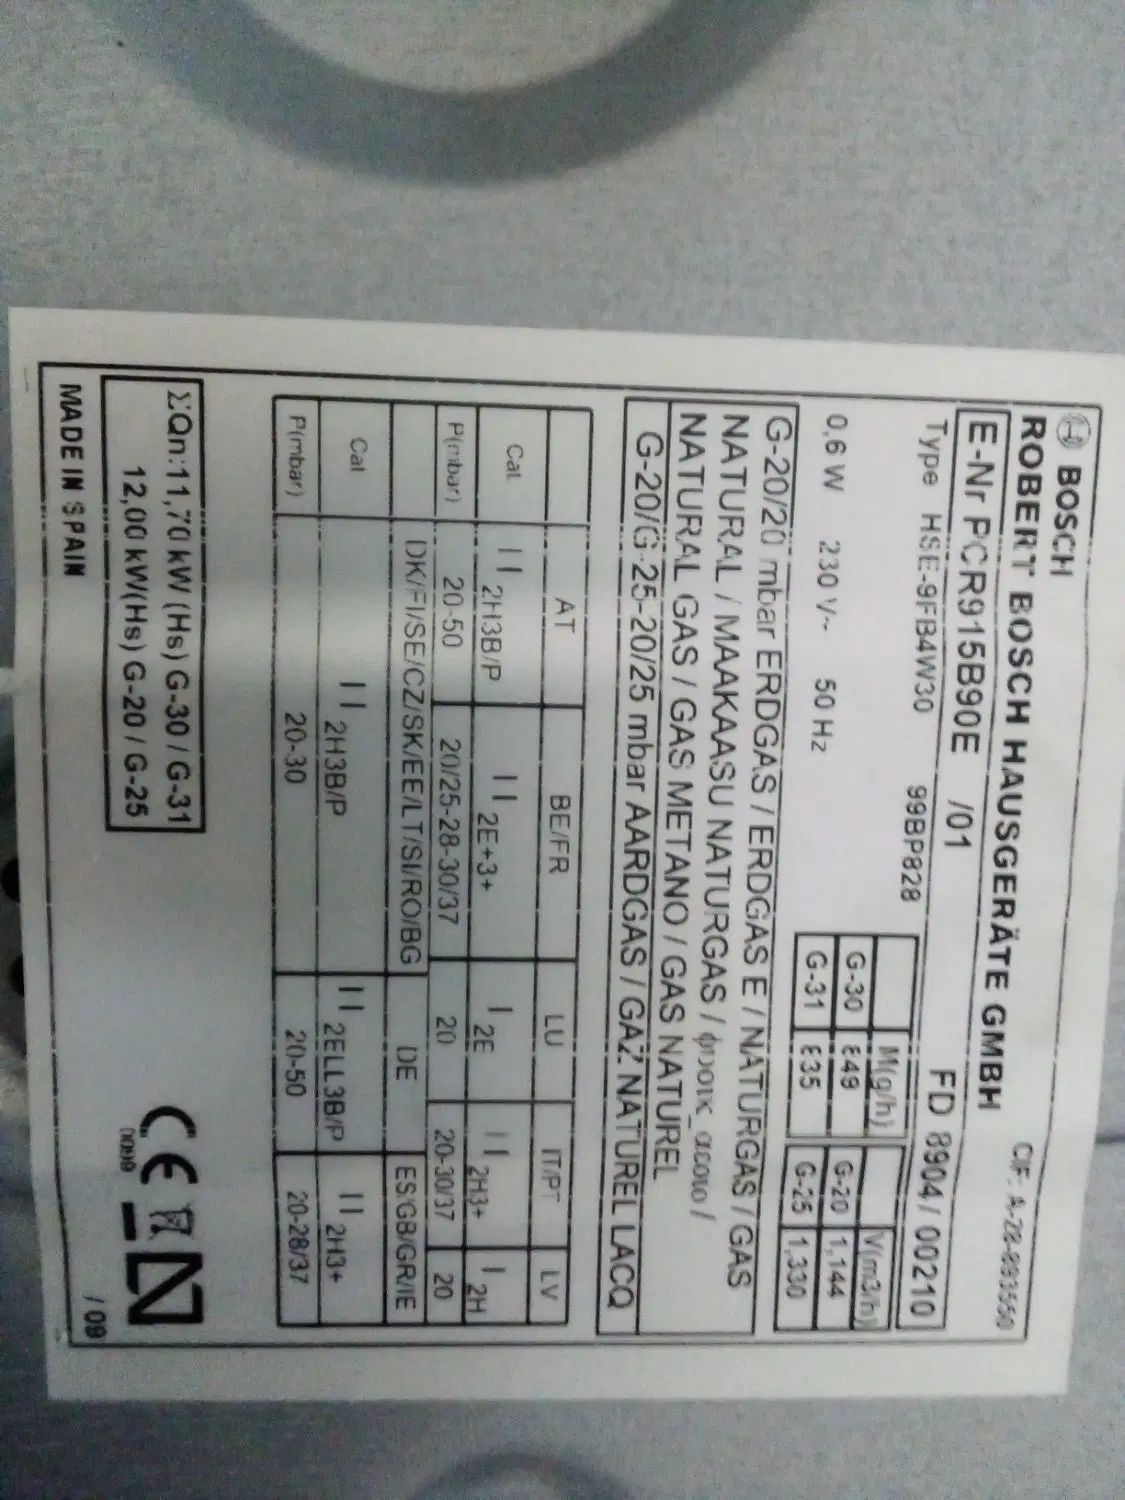 BOSCH
ROBERT BOSCH HAUSGERÄTE GMBH
E-Nr PCR915B90E /01
FD 8904/ 00210
Type HSE-9FB4W30 99BP828
0,6 W 230 V~ 50 Hz
M(g/h) V(m3/h)
G-30 849 G-20 1,144
G-31 835 G-25 1,330
G-20/20 mbar ERDGAS / ERDGAS E / NATURGAS / GAS
NATURAL / MAAKAASU NATURGAS / φυσικ_αεριο /
NATURAL GAS / GAS METANO / GAS NATUREL
G-20/G-25-20/25 mbar AARDGAS / GAZ NATUREL LACQ
AT BE/FR LU IT/PT LV
Cat II 2H3B/P II 2E+3+ I 2E II 2H3+ I 2H
P(mbar) 20-50 20/25-28-30/37 20 20-30/37 20
DK/FI/SE/CZ/SK/EE/LT/SI/RO/BG DE ES/GB/GR/IE
Cat II 2H3B/P II 2ELL3B/P II 2H3+
P(mbar) 20-30 20-50 20-28/37
ΣQn:11,70 kW (Hs) G-30 / G-31
12,00 kW(Hs) G-20 / G-25
CE
0099
N
MADE IN SPAIN
/ 09